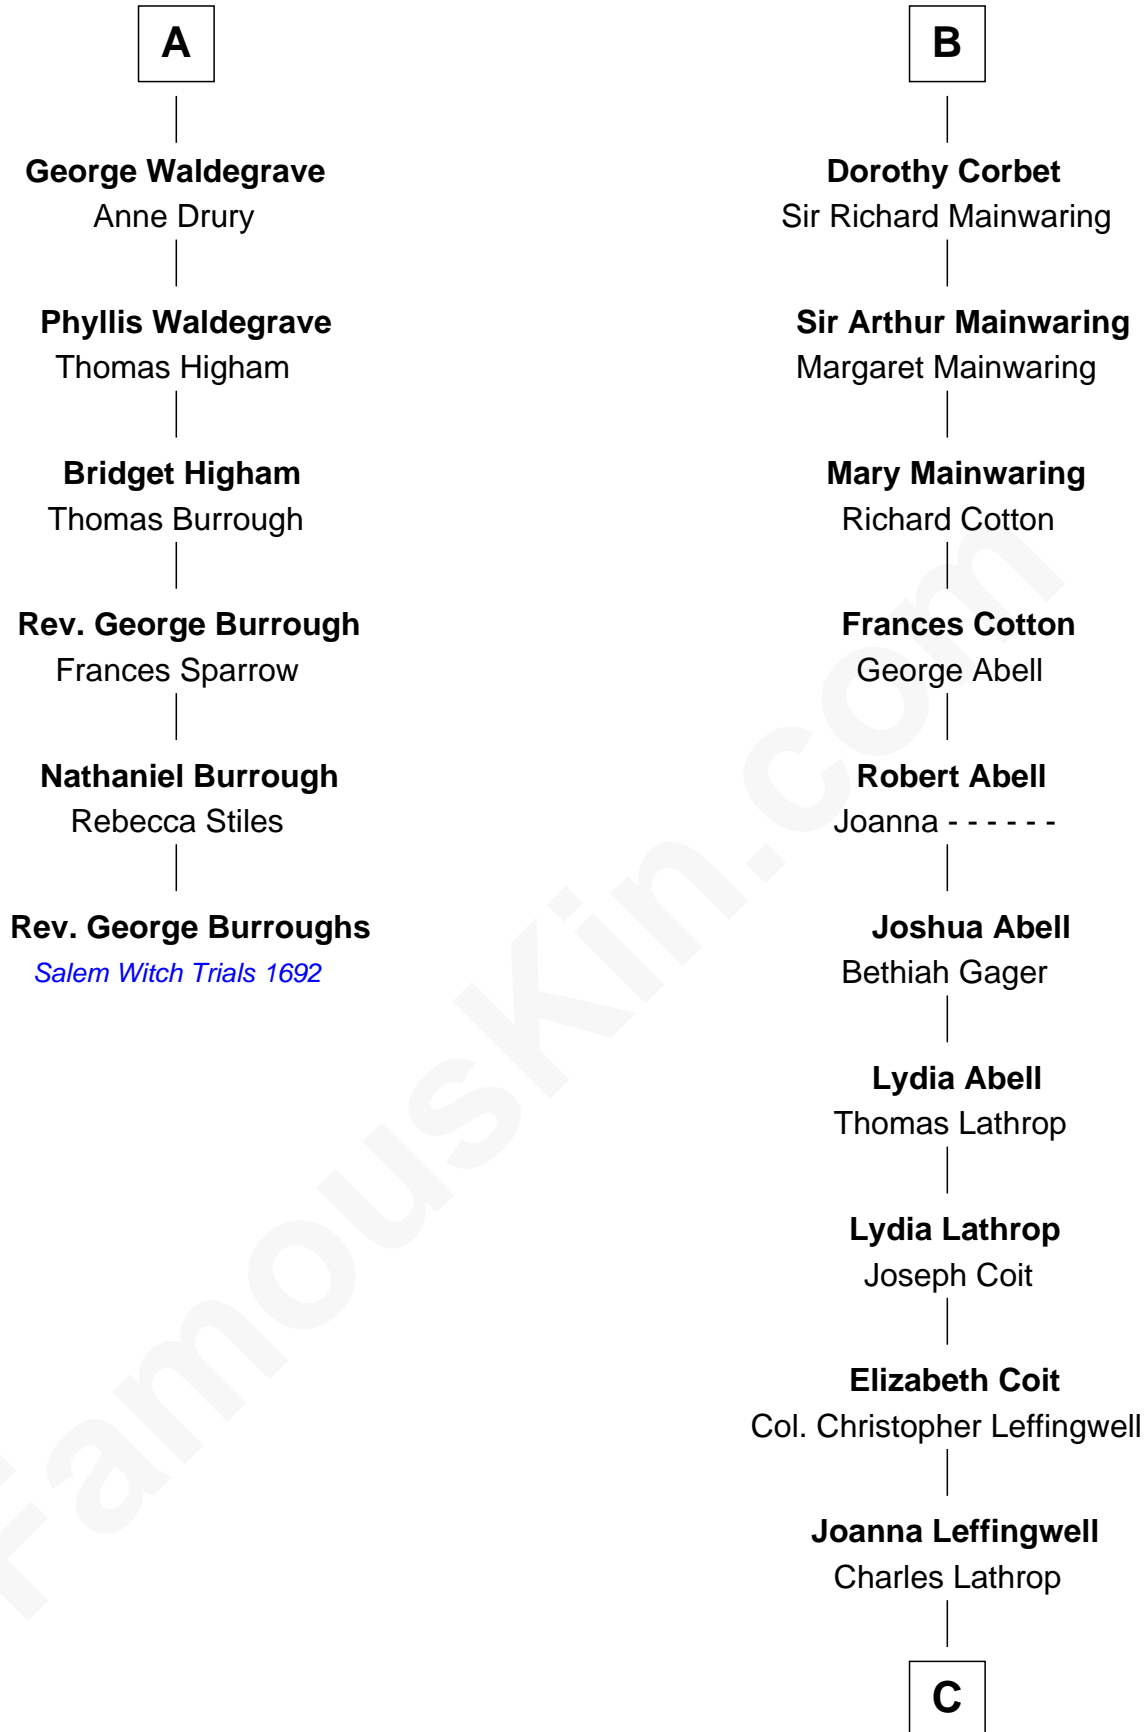 A
George Waldegrave
Anne Drury
Phyllis Waldegrave
Thomas Higham
Bridget Higham
Thomas Burrough
Rev. George Burrough
Frances Sparrow
Nathaniel Burrough
Rebecca Stiles
Rev. George Burroughs
Salem Witch Trials 1692
B
Dorothy Corbet
Sir Richard Mainwaring
Sir Arthur Mainwaring
Margaret Mainwaring
Mary Mainwaring
Richard Cotton
Frances Cotton
George Abell
Robert Abell
Joanna - - - - - -
Joshua Abell
Bethiah Gager
Lydia Abell
Thomas Lathrop
Lydia Lathrop
Joseph Coit
Elizabeth Coit
Col. Christopher Leffingwell
Joanna Leffingwell
Charles Lathrop
C
FamousKin.com